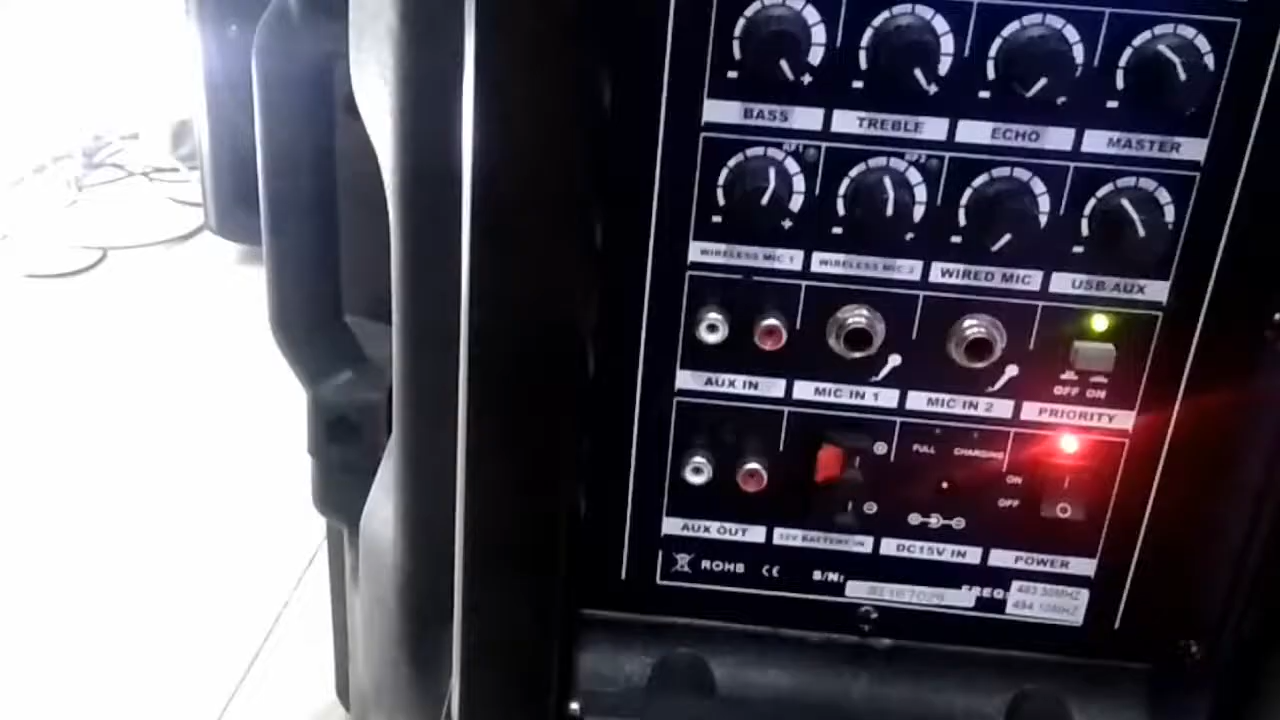 BASS TREBLE ECHO MASTER
WIRELESS MIC 1 WIRELESS MIC 2 WIRED MIC USB AUX
AUX IN MIC IN 1 MIC IN 2 OFF ON
PRIORITY
FULL CHARGING
ON
OFF
AUX OUT 12V BATTERY IN DC15V IN POWER
ROHS CE S/N: FREQ: